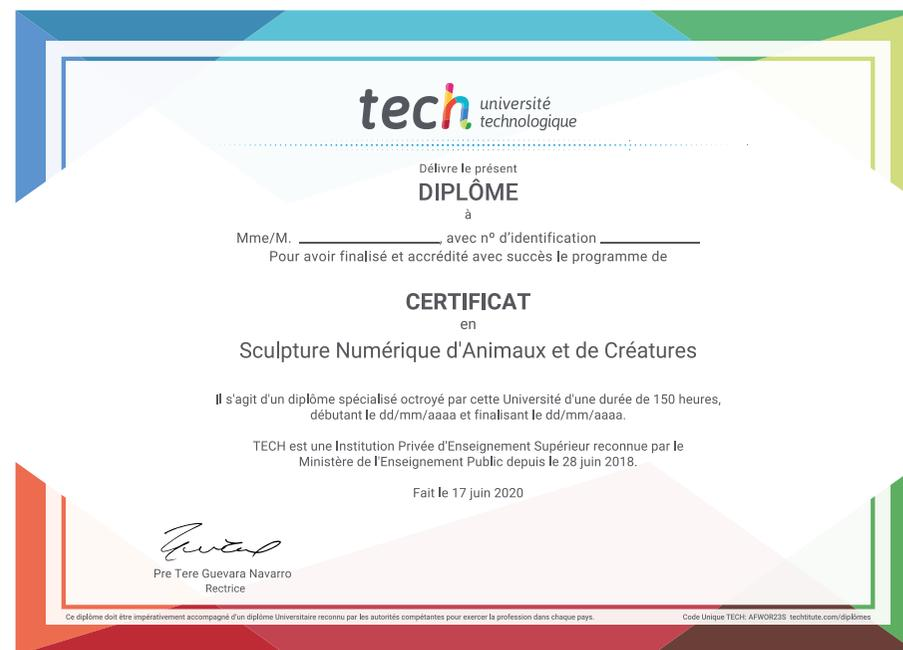 tech université
technologique
Délivre le présent
DIPLÔME
à
Mme/M. ____________________, avec nº d'identification ______________
Pour avoir finalisé et accrédité avec succès le programme de
CERTIFICAT
en
Sculpture Numérique d'Animaux et de Créatures
Il s'agit d'un diplôme spécialisé octroyé par cette Université d'une durée de 150 heures,
débutant le dd/mm/aaaa et finalisant le dd/mm/aaaa.
TECH est une Institution Privée d'Enseignement Supérieur reconnue par le
Ministère de l'Enseignement Public depuis le 28 juin 2018.
Fait le 17 juin 2020
Pre Tere Guevara Navarro
Rectrice
Ce diplôme doit être impérativement accompagné d'un diplôme Universitaire reconnu par les autorités compétantes pour exercer la profession dans chaque pays.
Code Unique TECH: AFWOR23S techtitute.com/diplômes